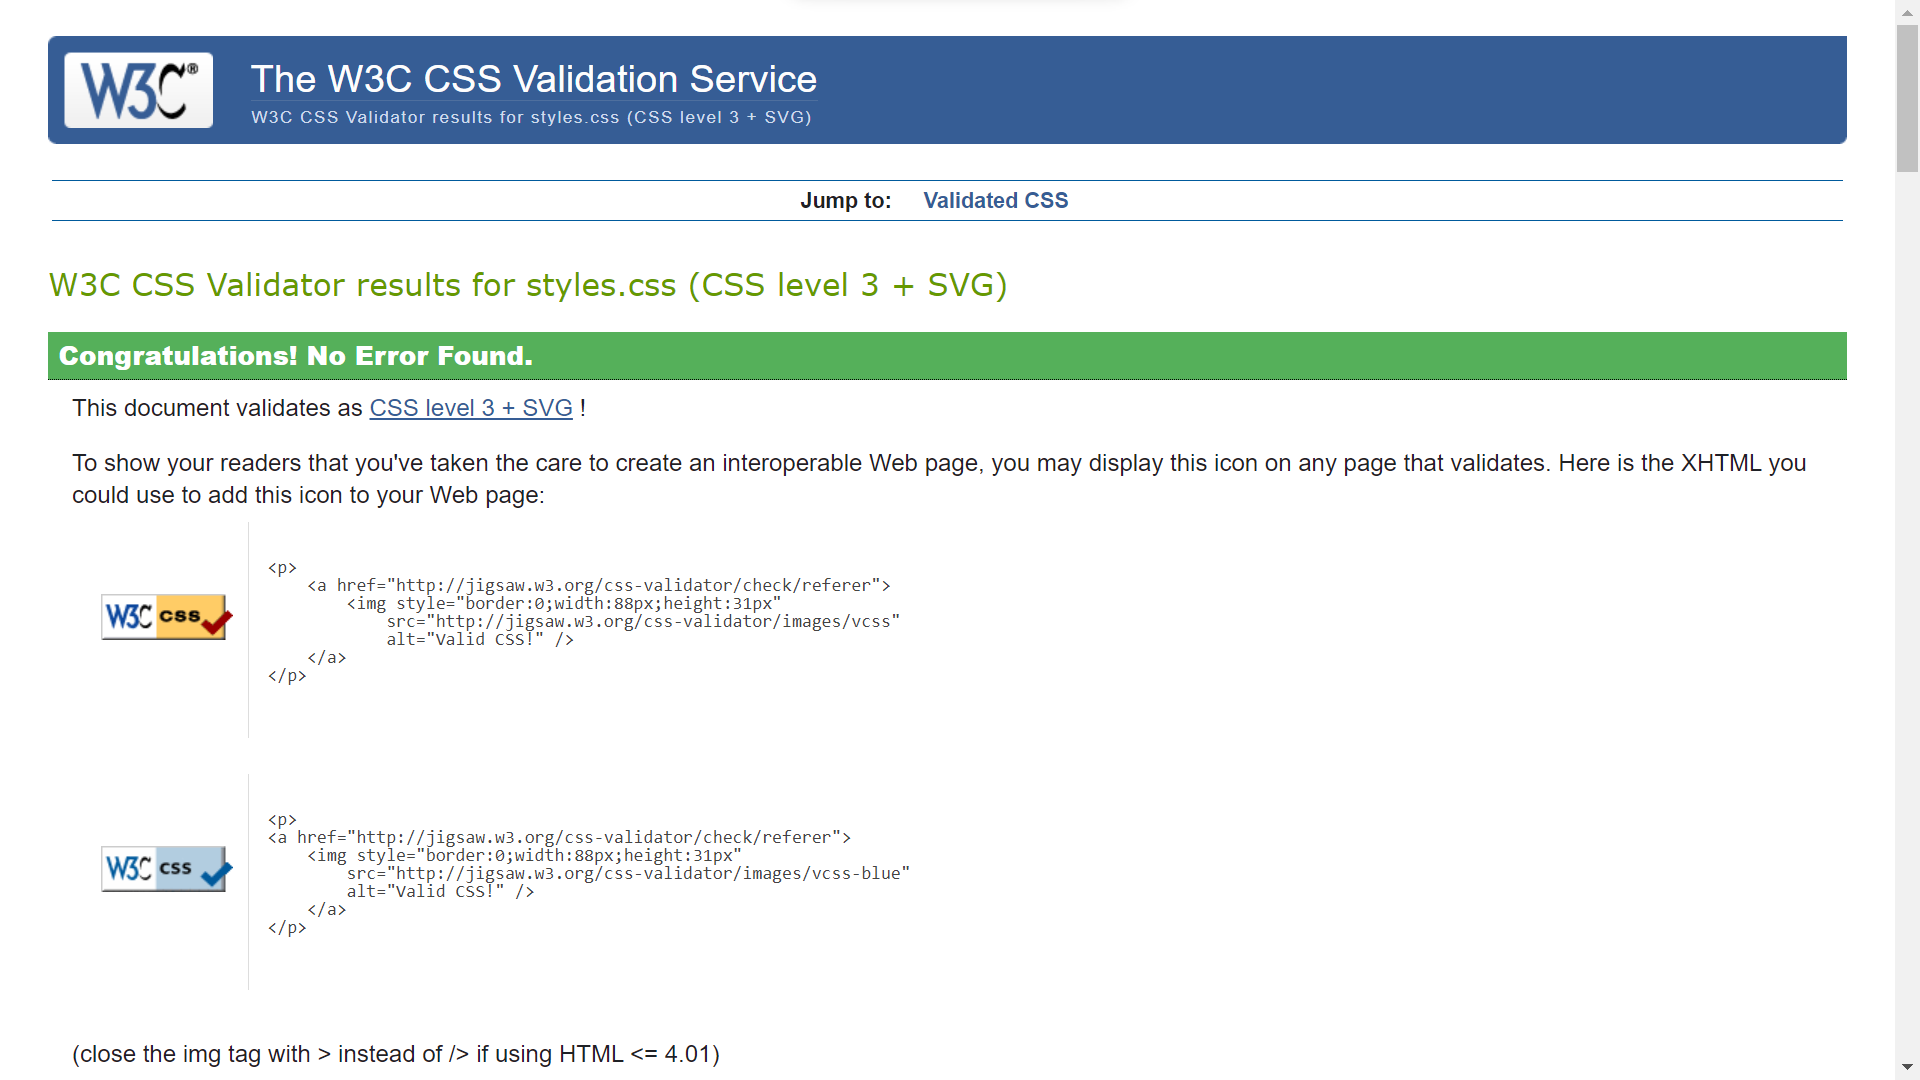 W3C®
The W3C CSS Validation Service
W3C CSS Validator results for styles.css (CSS level 3 + SVG)
Jump to: Validated CSS
W3C CSS Validator results for styles.css (CSS level 3 + SVG)
Congratulations! No Error Found.
This document validates as CSS level 3 + SVG !
To show your readers that you've taken the care to create an interoperable Web page, you may display this icon on any page that validates. Here is the XHTML you
could use to add this icon to your Web page:
W3C css
<p>
    <a href="http://jigsaw.w3.org/css-validator/check/referer">
        <img style="border:0;width:88px;height:31px"
            src="http://jigsaw.w3.org/css-validator/images/vcss"
            alt="Valid CSS!" />
    </a>
</p>
W3C css
<p>
<a href="http://jigsaw.w3.org/css-validator/check/referer">
    <img style="border:0;width:88px;height:31px"
        src="http://jigsaw.w3.org/css-validator/images/vcss-blue"
        alt="Valid CSS!" />
    </a>
</p>
(close the img tag with > instead of /> if using HTML <= 4.01)